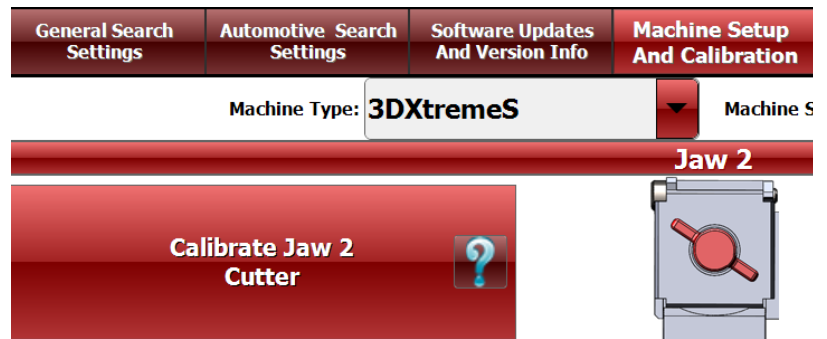 General Search Automotive Search Software Updates Machine Setup
Settings Settings And Version Info And Calibration
Machine Type: 3DXtremeS Machine S
Jaw 2
Calibrate Jaw 2
Cutter
?